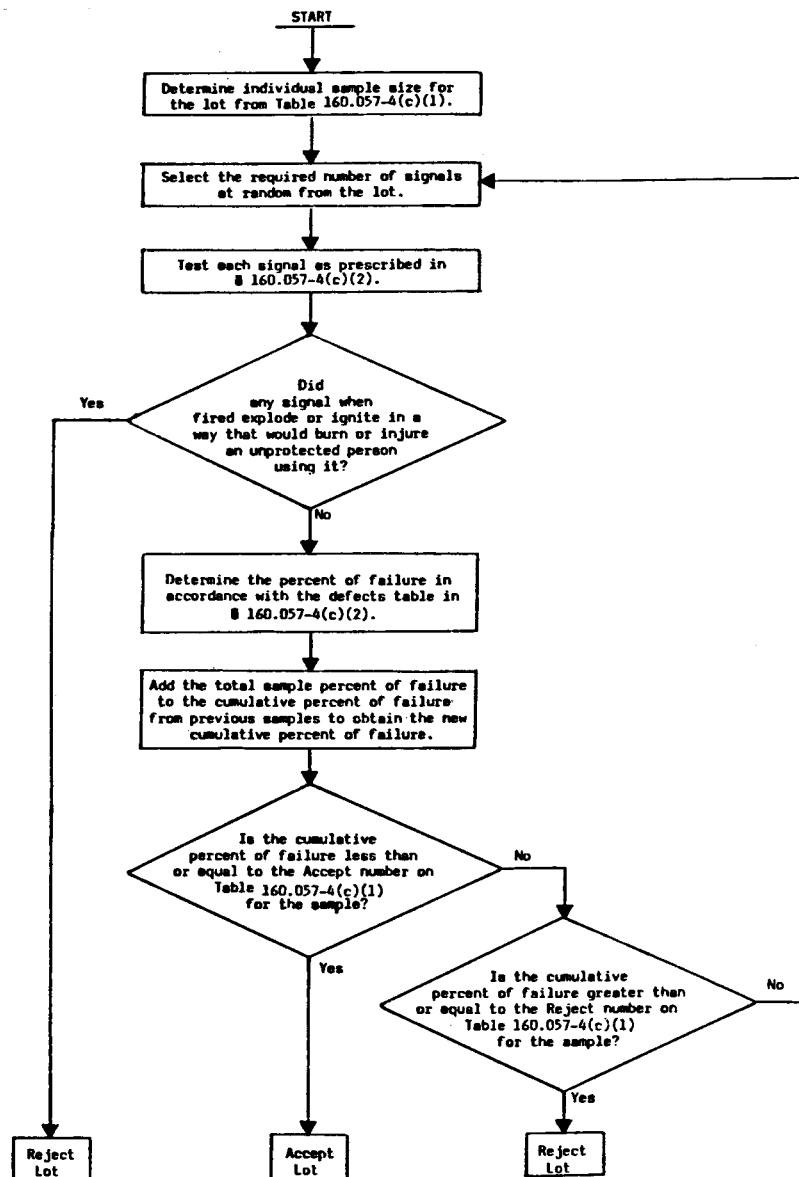 START
Determine individual sample size for
the lot from Table 160.057-4(c)(1).
Select the required number of signals
at random from the lot.
Test each signal as prescribed in
§ 160.057-4(c)(2).
Did
any signal when
fired explode or ignite in a
way that would burn or injure
an unprotected person
using it?
Yes
No
Determine the percent of failure in
accordance with the defects table in
§ 160.057-4(c)(2).
Add the total sample percent of failure
to the cumulative percent of failure
from previous samples to obtain the new
cumulative percent of failure.
Is the cumulative
percent of failure less than
or equal to the Accept number on
Table 160.057-4(c)(1)
for the sample?
No
Yes
Is the cumulative
percent of failure greater than
or equal to the Reject number on
Table 160.057-4(c)(1)
for the sample?
No
Yes
Reject
Lot
Accept
Lot
Reject
Lot